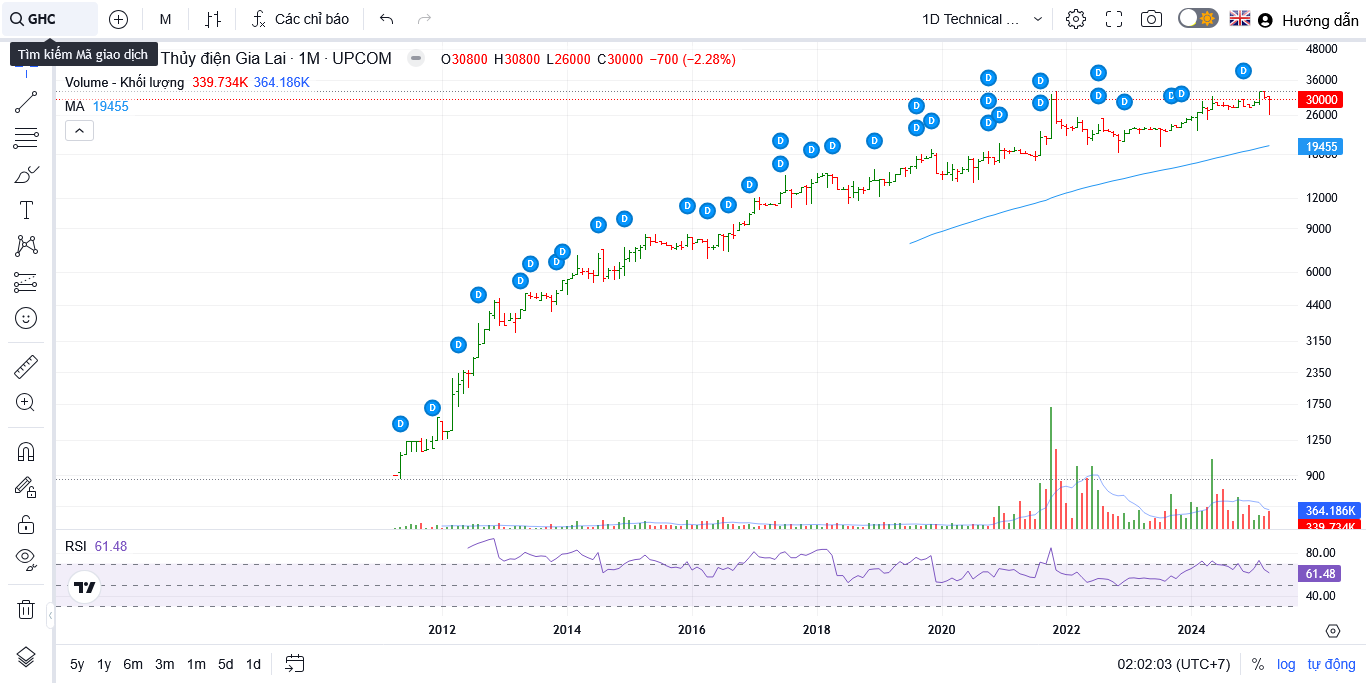 GHC
M
Các chỉ báo
1D Technical ...
Hướng dẫn
Tìm kiếm Mã giao dịch
Thủy điện Gia Lai · 1M · UPCOM
O30800 H30800 L26000 C30000 −700 (−2.28%)
Volume - Khối lượng 339.734K 364.186K
MA 19455
48000
36000
30000
26000
19455
18000
12000
9000
6000
4400
3150
2350
1750
1250
900
364.186K
339.734K
D D D D D D D D D D D D D D D D D D D D D D D D D D D D D D D D D D D
RSI 61.48
80.00
61.48
40.00
2012 2014 2016 2018 2020 2022 2024
5y 1y 6m 3m 1m 5d 1d
02:02:03 (UTC+7) % log tự động